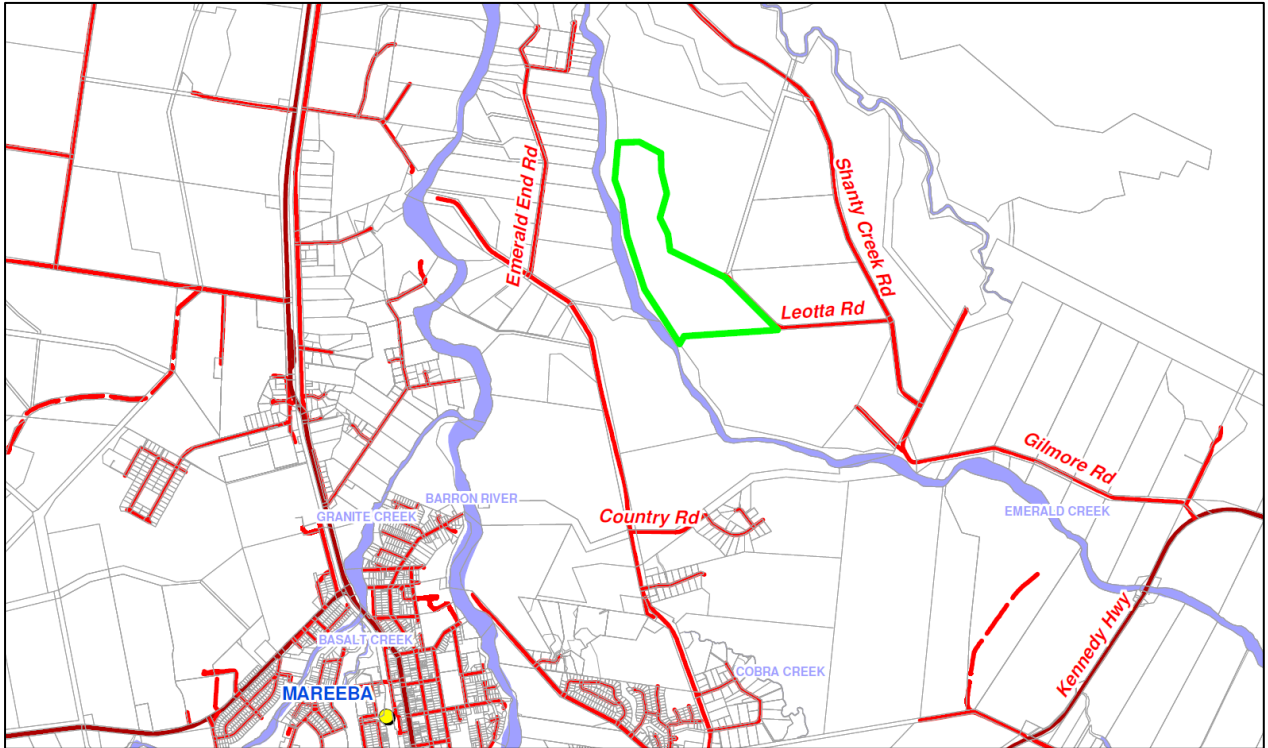 Emerald End Rd
Shanty Creek Rd
Leotta Rd
Gilmore Rd
BARRON RIVER
GRANITE CREEK
Country Rd
EMERALD CREEK
BASALT CREEK
Kennedy Hwy
COBRA CREEK
MAREEBA